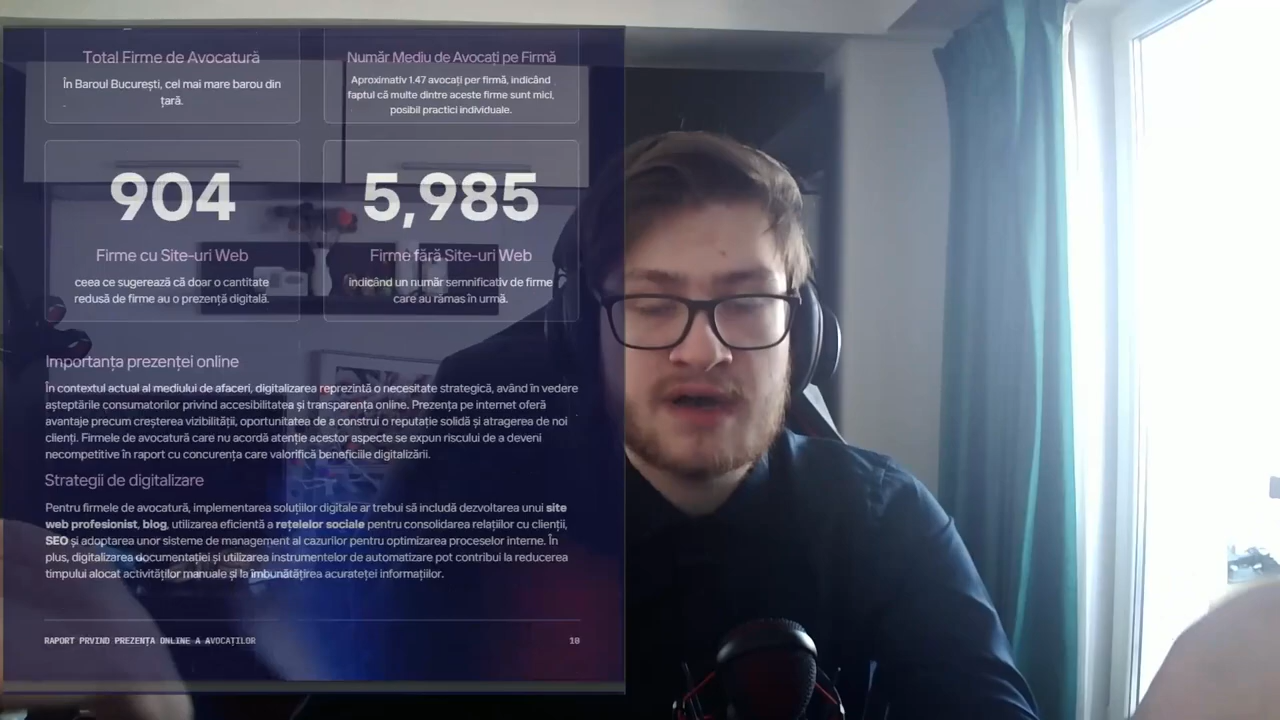 Total Firme de Avocatură
În Baroul București, cel mai mare barou din
țară.
Număr Mediu de Avocați pe Firmă
Aproximativ 1.47 avocați per firmă, indicând
faptul că multe dintre aceste firme sunt mici,
posibil practici individuale.
904
Firme cu Site-uri Web
ceea ce sugerează că doar o cantitate
redusă de firme au o prezență digitală.
5,985
Firme fără Site-uri Web
indicând un număr semnificativ de firme
care au rămas în urmă.
Importanța prezenței online
În contextul actual al mediului de afaceri, digitalizarea reprezintă o necesitate strategică, având în vedere
așteptările consumatorilor privind accesibilitatea și transparența online. Prezența pe internet oferă
avantaje precum creșterea vizibilității, oportunitatea de a construi o reputație solidă și atragerea de noi
clienți. Firmele de avocatură care nu acordă atenție acestor aspecte se expun riscului de a deveni
necompetitive în raport cu concurența care valorifică beneficiile digitalizării.
Strategii de digitalizare
Pentru firmele de avocatură, implementarea soluțiilor digitale ar trebui să includă dezvoltarea unui site
web profesionist, blog, utilizarea eficientă a rețelelor sociale pentru consolidarea relațiilor cu clienții,
SEO și adoptarea unor sisteme de management al cazurilor pentru optimizarea proceselor interne. În
plus, digitalizarea documentației și utilizarea instrumentelor de automatizare pot contribui la reducerea
timpului alocat activităților manuale și la îmbunătățirea acurateței informațiilor.
RAPORT PRVIND PREZENȚA ONLINE A AVOCAȚILOR
10